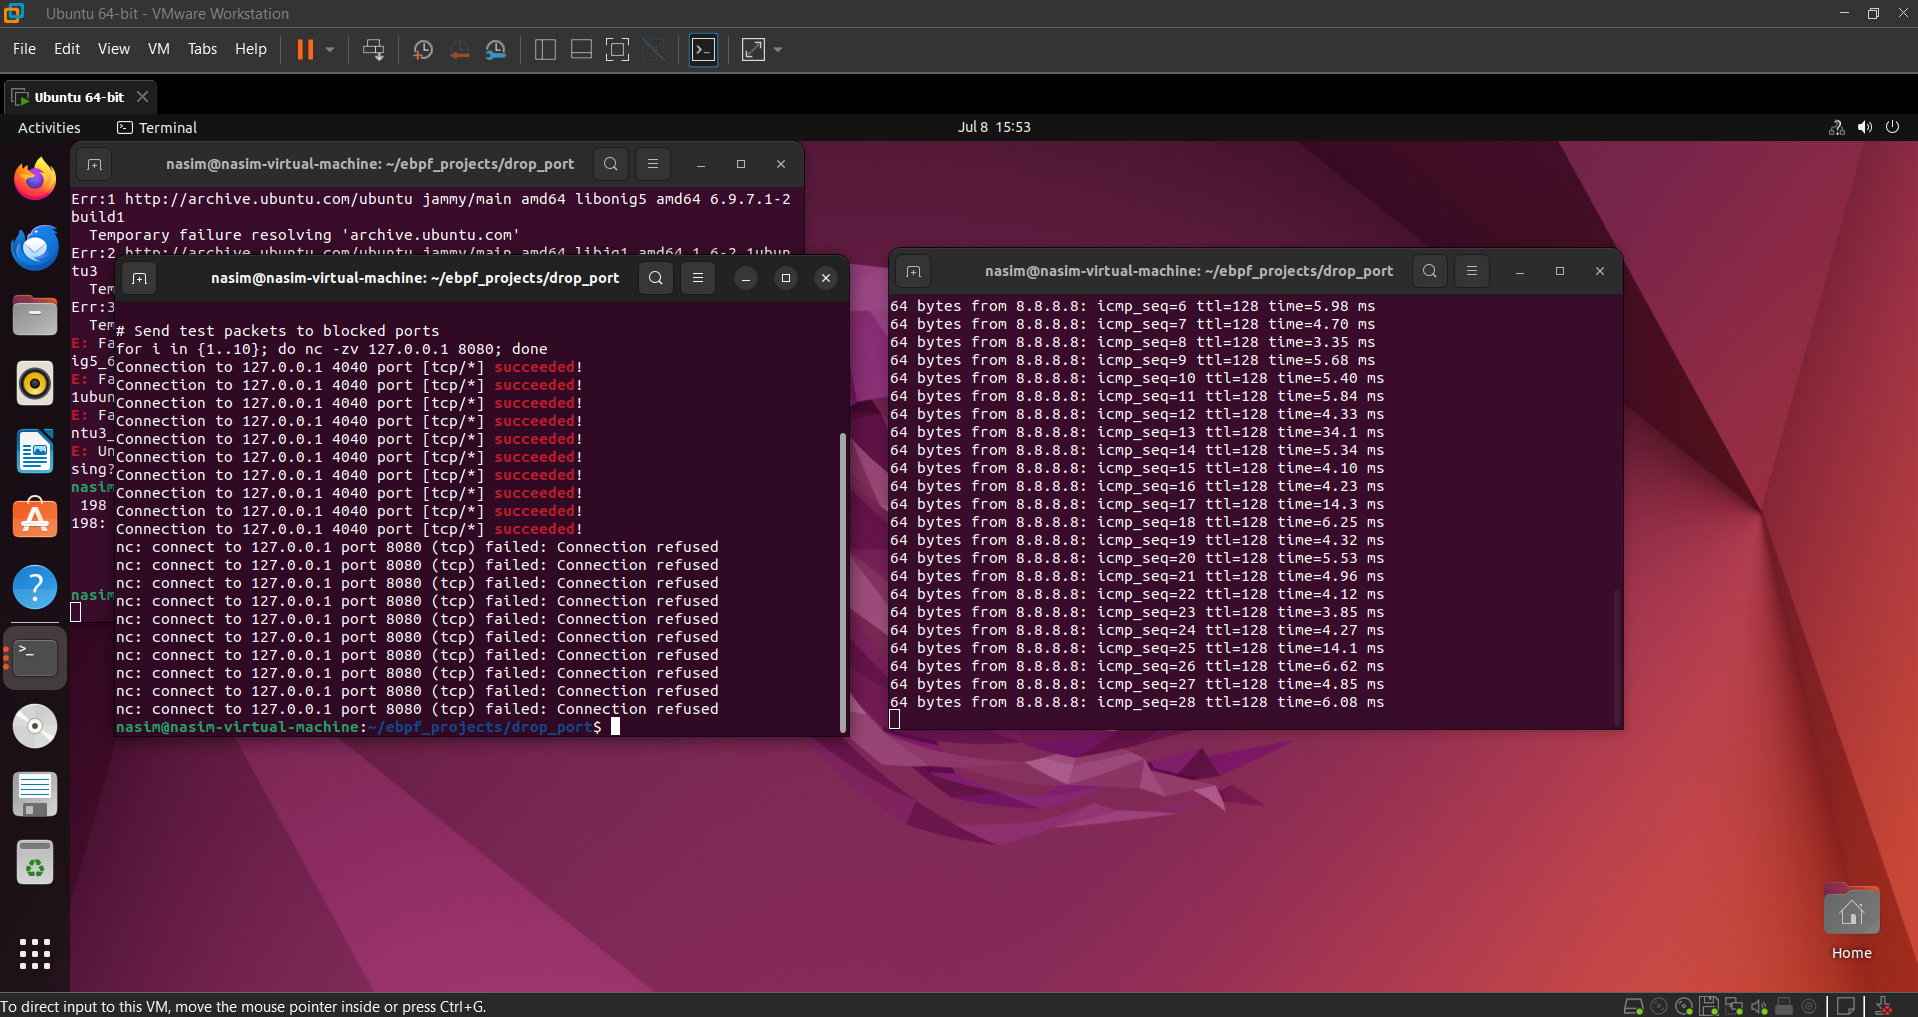 Ubuntu 64-bit - VMware Workstation
File Edit View VM Tabs Help
Ubuntu 64-bit
Activities Terminal Jul 8 15:53
nasim@nasim-virtual-machine: ~/ebpf_projects/drop_port
Err:1 http://archive.ubuntu.com/ubuntu jammy/main amd64 libonig5 amd64 6.9.7.1-2
build1
Temporary failure resolving 'archive.ubuntu.com'
Err:2 http://archive.ubuntu.com/ubuntu jammy/main amd64 libjq1 amd64 1.6-2.1ubun
tu3
Tem
Err:3
Tem
E: Fa
ig5_6
E: Fa
1ubun
E: Fa
ntu3_
E: Un
sing?
nasim
198
198:
nasim
nasim@nasim-virtual-machine: ~/ebpf_projects/drop_port
# Send test packets to blocked ports
for i in {1..10}; do nc -zv 127.0.0.1 8080; done
Connection to 127.0.0.1 4040 port [tcp/*] succeeded!
Connection to 127.0.0.1 4040 port [tcp/*] succeeded!
Connection to 127.0.0.1 4040 port [tcp/*] succeeded!
Connection to 127.0.0.1 4040 port [tcp/*] succeeded!
Connection to 127.0.0.1 4040 port [tcp/*] succeeded!
Connection to 127.0.0.1 4040 port [tcp/*] succeeded!
Connection to 127.0.0.1 4040 port [tcp/*] succeeded!
Connection to 127.0.0.1 4040 port [tcp/*] succeeded!
Connection to 127.0.0.1 4040 port [tcp/*] succeeded!
Connection to 127.0.0.1 4040 port [tcp/*] succeeded!
nc: connect to 127.0.0.1 port 8080 (tcp) failed: Connection refused
nc: connect to 127.0.0.1 port 8080 (tcp) failed: Connection refused
nc: connect to 127.0.0.1 port 8080 (tcp) failed: Connection refused
nc: connect to 127.0.0.1 port 8080 (tcp) failed: Connection refused
nc: connect to 127.0.0.1 port 8080 (tcp) failed: Connection refused
nc: connect to 127.0.0.1 port 8080 (tcp) failed: Connection refused
nc: connect to 127.0.0.1 port 8080 (tcp) failed: Connection refused
nc: connect to 127.0.0.1 port 8080 (tcp) failed: Connection refused
nc: connect to 127.0.0.1 port 8080 (tcp) failed: Connection refused
nc: connect to 127.0.0.1 port 8080 (tcp) failed: Connection refused
nasim@nasim-virtual-machine:~/ebpf_projects/drop_port$
nasim@nasim-virtual-machine: ~/ebpf_projects/drop_port
64 bytes from 8.8.8.8: icmp_seq=6 ttl=128 time=5.98 ms
64 bytes from 8.8.8.8: icmp_seq=7 ttl=128 time=4.70 ms
64 bytes from 8.8.8.8: icmp_seq=8 ttl=128 time=3.35 ms
64 bytes from 8.8.8.8: icmp_seq=9 ttl=128 time=5.68 ms
64 bytes from 8.8.8.8: icmp_seq=10 ttl=128 time=5.40 ms
64 bytes from 8.8.8.8: icmp_seq=11 ttl=128 time=5.84 ms
64 bytes from 8.8.8.8: icmp_seq=12 ttl=128 time=4.33 ms
64 bytes from 8.8.8.8: icmp_seq=13 ttl=128 time=34.1 ms
64 bytes from 8.8.8.8: icmp_seq=14 ttl=128 time=5.34 ms
64 bytes from 8.8.8.8: icmp_seq=15 ttl=128 time=4.10 ms
64 bytes from 8.8.8.8: icmp_seq=16 ttl=128 time=4.23 ms
64 bytes from 8.8.8.8: icmp_seq=17 ttl=128 time=14.3 ms
64 bytes from 8.8.8.8: icmp_seq=18 ttl=128 time=6.25 ms
64 bytes from 8.8.8.8: icmp_seq=19 ttl=128 time=4.32 ms
64 bytes from 8.8.8.8: icmp_seq=20 ttl=128 time=5.53 ms
64 bytes from 8.8.8.8: icmp_seq=21 ttl=128 time=4.96 ms
64 bytes from 8.8.8.8: icmp_seq=22 ttl=128 time=4.12 ms
64 bytes from 8.8.8.8: icmp_seq=23 ttl=128 time=3.85 ms
64 bytes from 8.8.8.8: icmp_seq=24 ttl=128 time=4.27 ms
64 bytes from 8.8.8.8: icmp_seq=25 ttl=128 time=14.1 ms
64 bytes from 8.8.8.8: icmp_seq=26 ttl=128 time=6.62 ms
64 bytes from 8.8.8.8: icmp_seq=27 ttl=128 time=4.85 ms
64 bytes from 8.8.8.8: icmp_seq=28 ttl=128 time=6.08 ms
Home
To direct input to this VM, move the mouse pointer inside or press Ctrl+G.